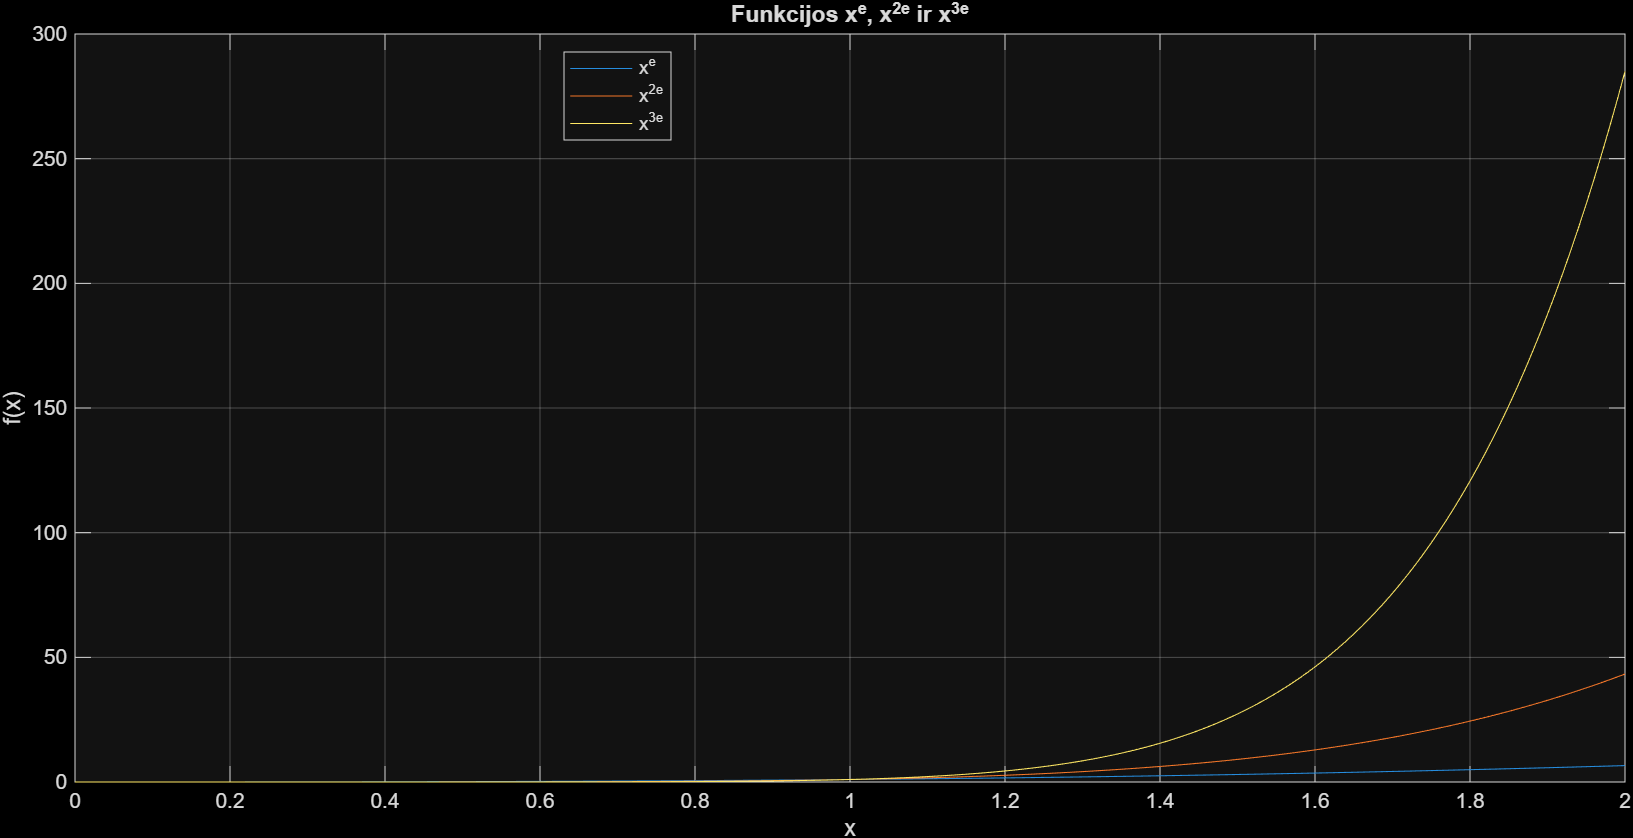 Funkcijos xᵉ, x²ᵉ ir x³ᵉ
xᵉ
x²ᵉ
x³ᵉ
300
250
200
150
100
50
0
f(x)
0 0.2 0.4 0.6 0.8 1 1.2 1.4 1.6 1.8 2
x